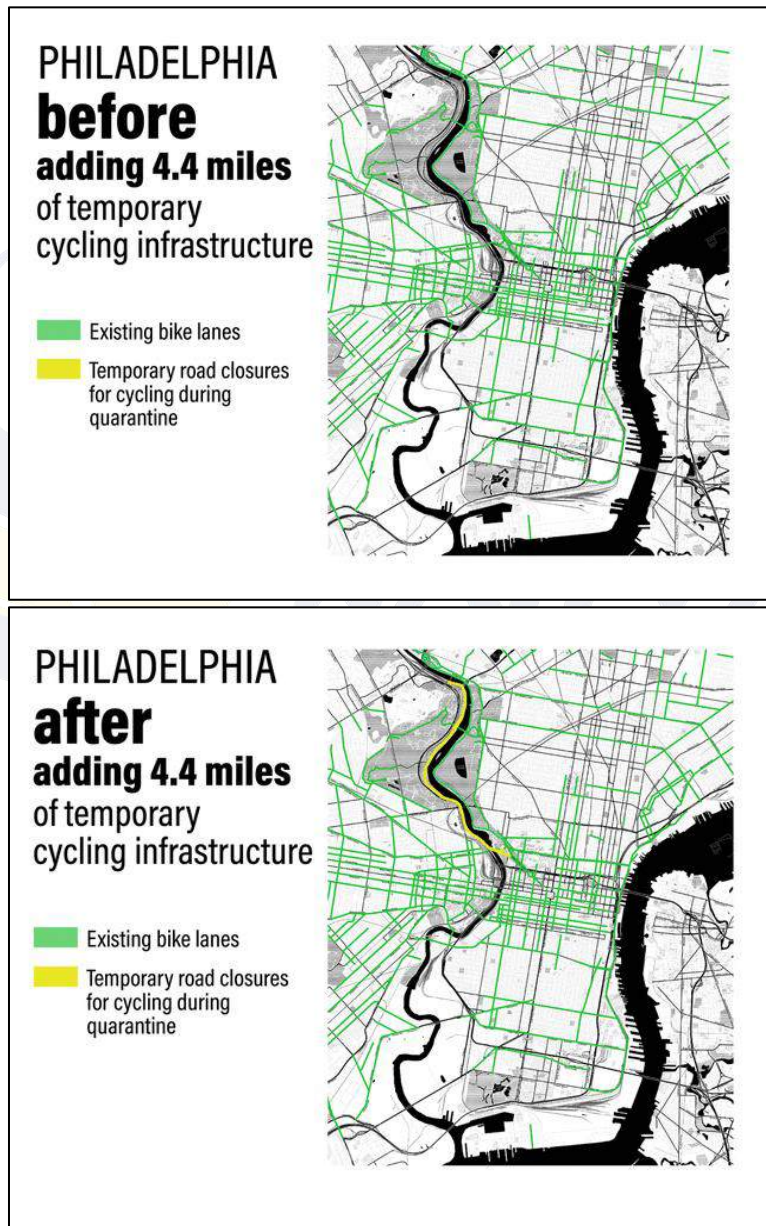 PHILADELPHIA
before
adding 4.4 miles
of temporary
cycling infrastructure
Existing bike lanes
Temporary road closures
for cycling during
quarantine
PHILADELPHIA
after
adding 4.4 miles
of temporary
cycling infrastructure
Existing bike lanes
Temporary road closures
for cycling during
quarantine